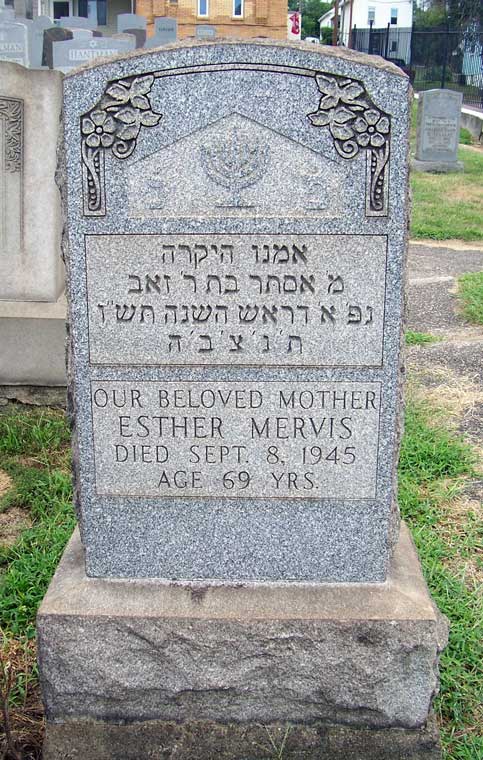 פ נ
אמנו היקרה
מ אסתר בת ר׳ זאב
נפ׳ א דראש השנה תש״ו
ת׳ נ׳ צ׳ ב׳ ה
OUR BELOVED MOTHER
ESTHER MERVIS
DIED SEPT. 8, 1945
AGE 69 YRS.
HANTMAN